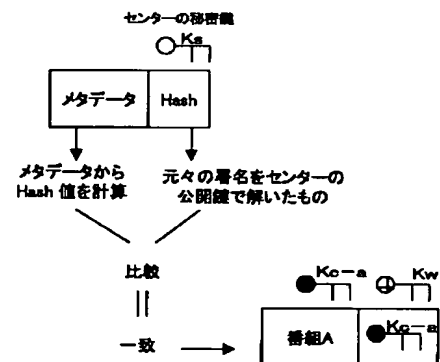 センターの秘密鍵
Ks
メタデータ
Hash
メタデータから
Hash 値を計算
元々の署名をセンターの
公開鍵で解いたもの
比較
||
一致
Kc-a
Kw
番組A
Kc-a